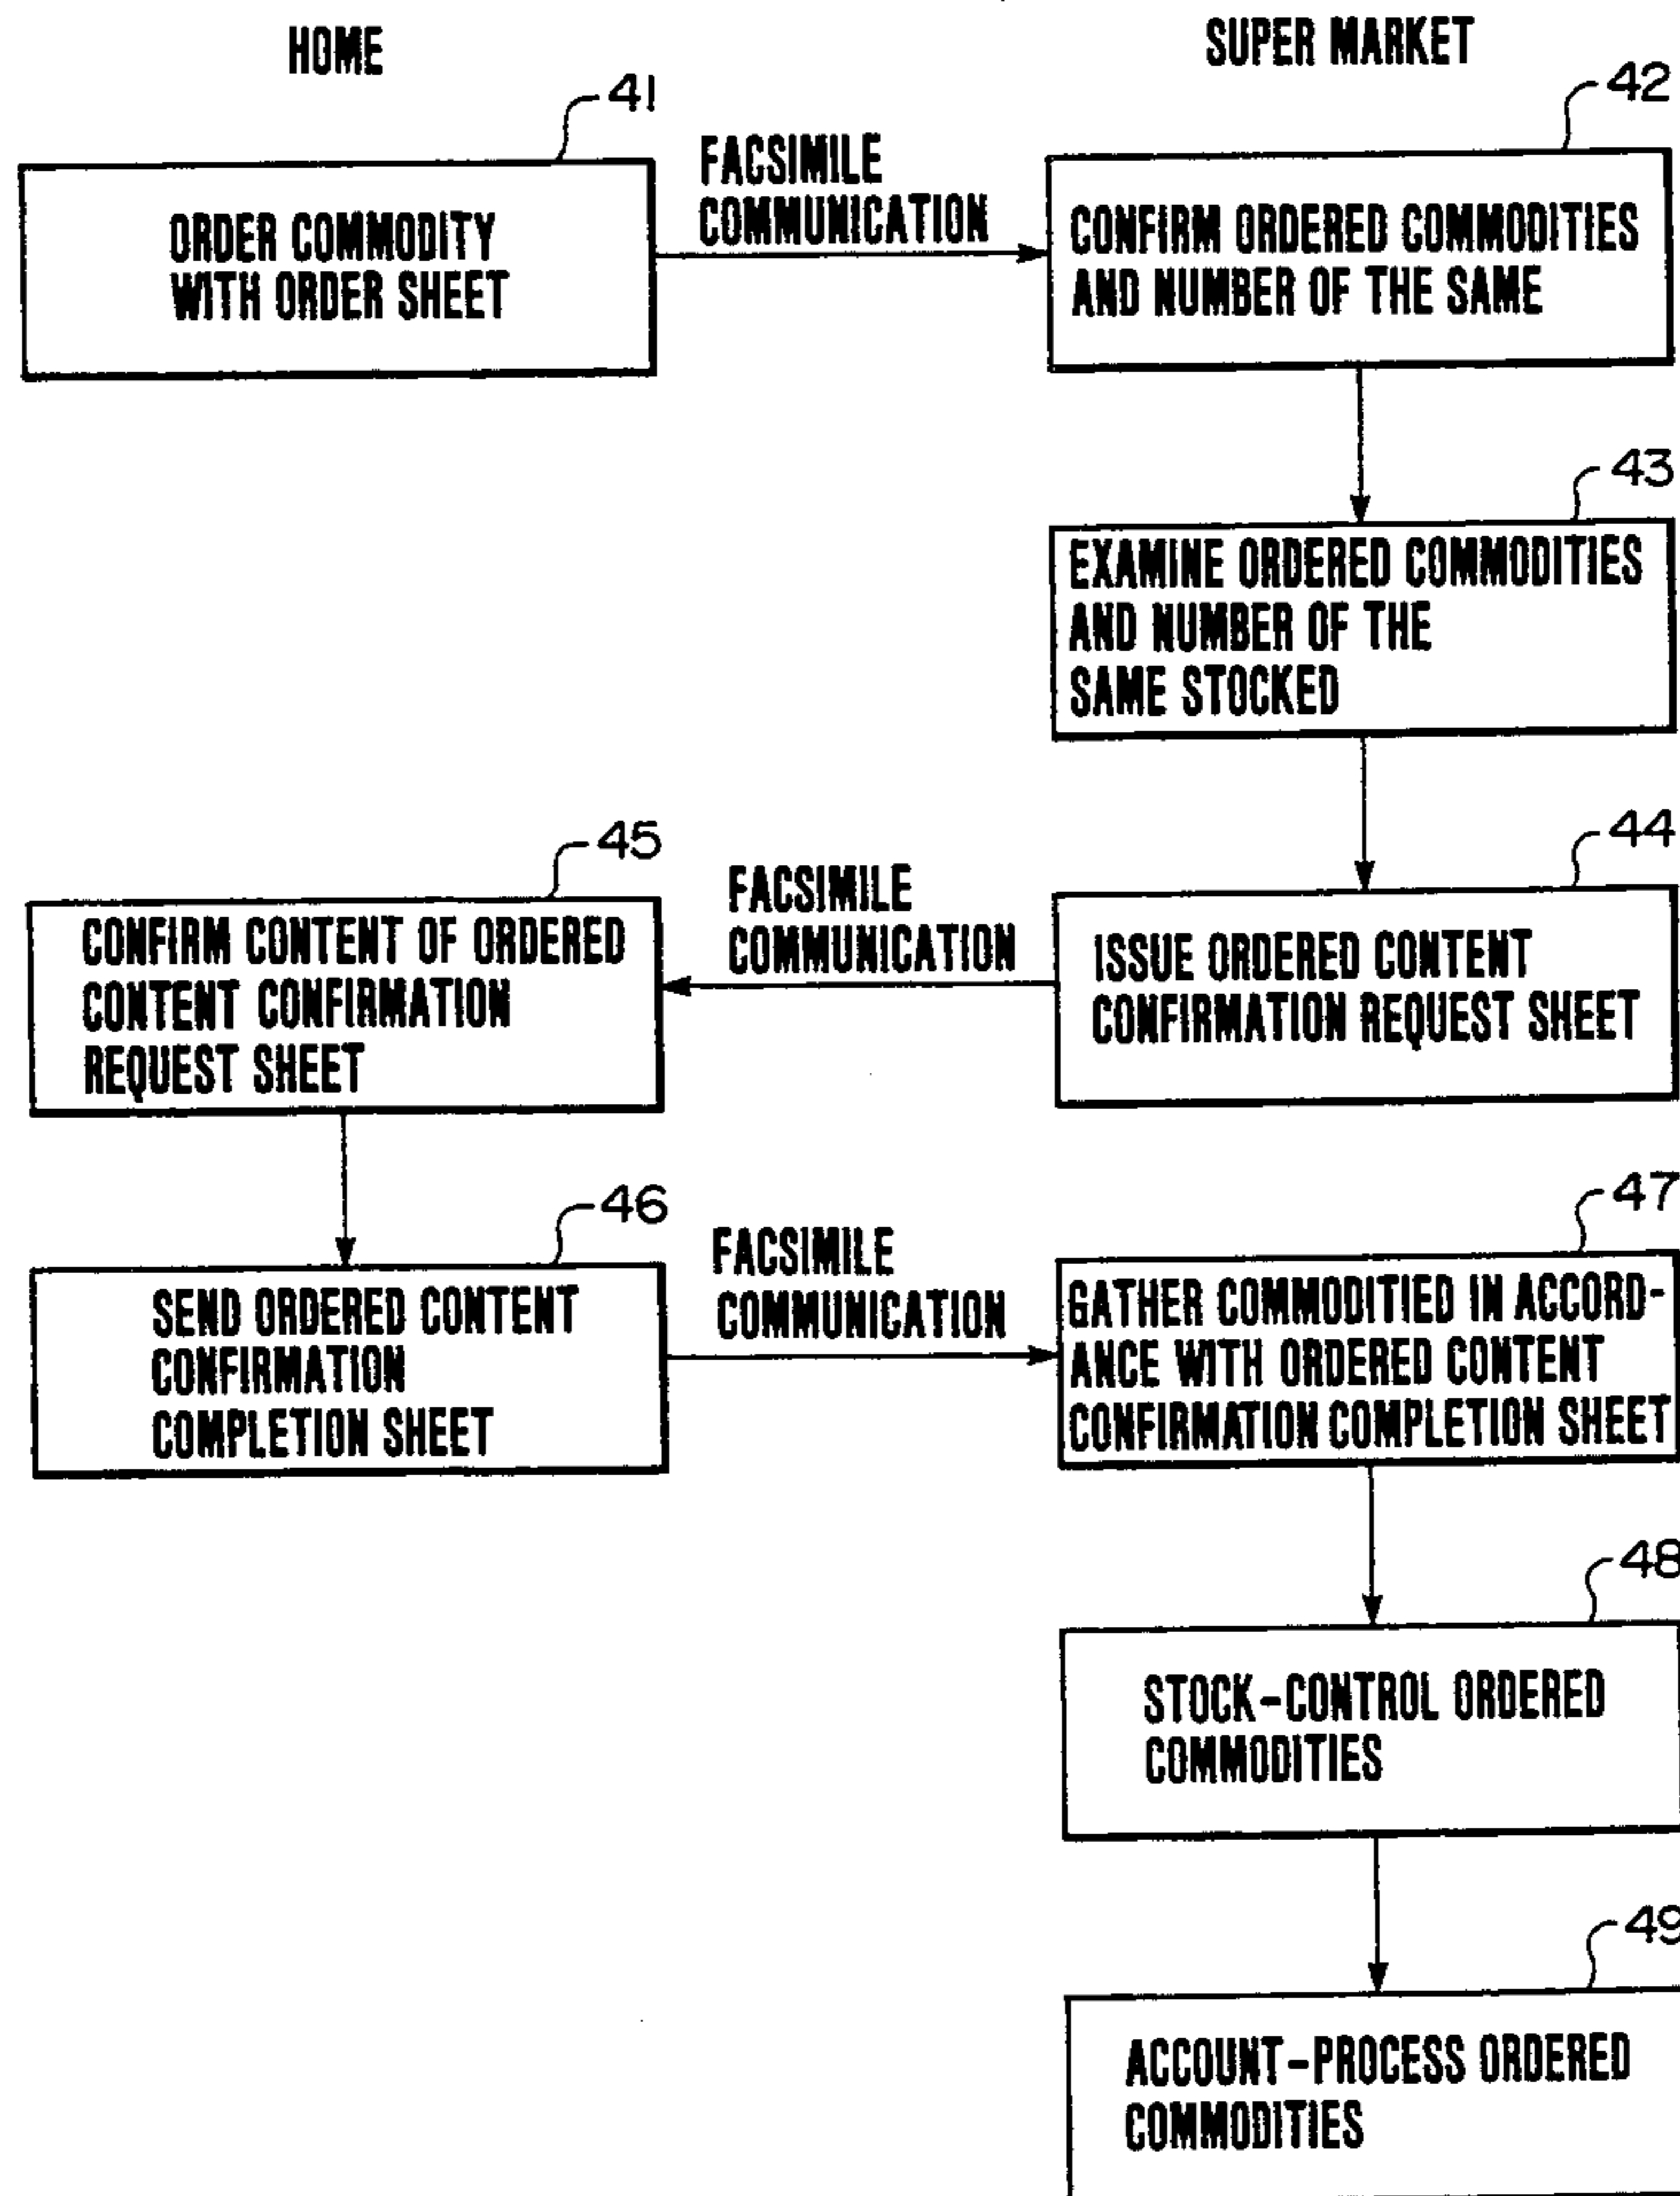 HOME
SUPER MARKET
41
42
ORDER COMMODITY
WITH ORDER SHEET
FACSIMILE
COMMUNICATION
CONFIRM ORDERED COMMODITIES
AND NUMBER OF THE SAME
43
EXAMINE ORDERED COMMODITIES
AND NUMBER OF THE
SAME STOCKED
45
44
CONFIRM CONTENT OF ORDERED
CONTENT CONFIRMATION
REQUEST SHEET
FACSIMILE
COMMUNICATION
ISSUE ORDERED CONTENT
CONFIRMATION REQUEST SHEET
46
47
SEND ORDERED CONTENT
CONFIRMATION
COMPLETION SHEET
FACSIMILE
COMMUNICATION
GATHER COMMODITIED IN ACCORD-
ANCE WITH ORDERED CONTENT
CONFIRMATION COMPLETION SHEET
48
STOCK-CONTROL ORDERED
COMMODITIES
49
ACCOUNT-PROCESS ORDERED
COMMODITIES